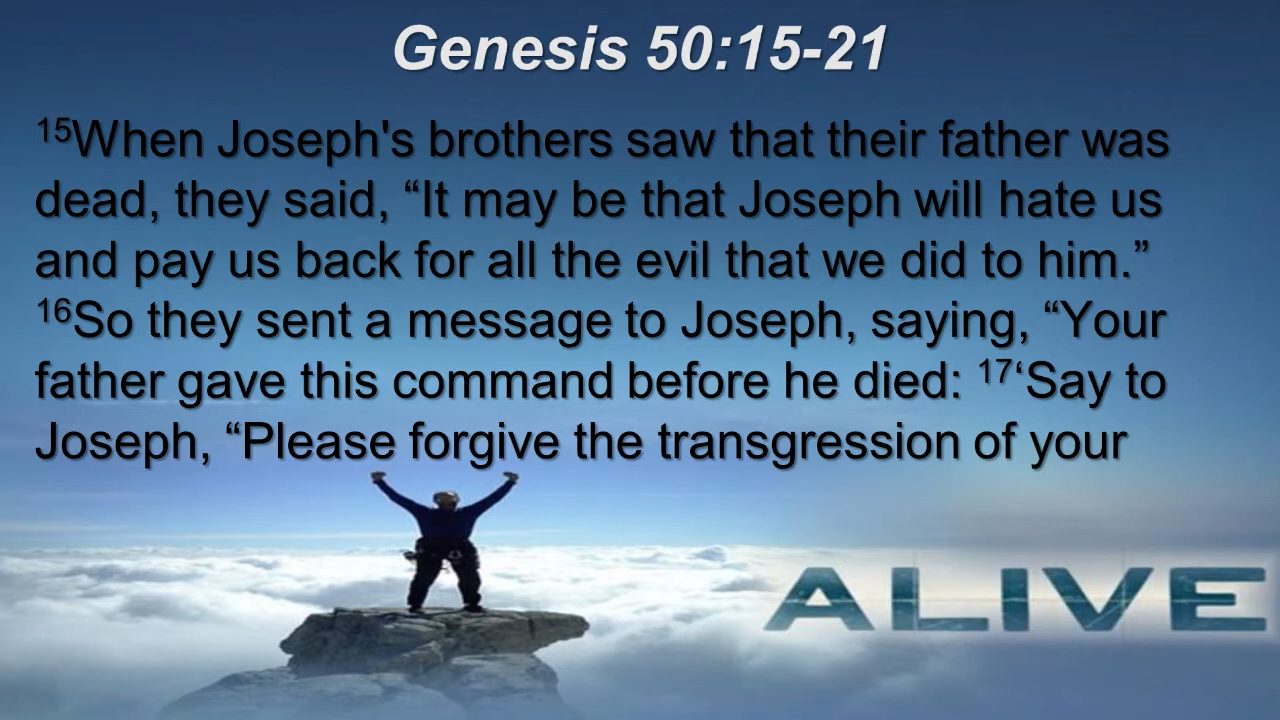 Genesis 50:15-21
15When Joseph's brothers saw that their father was
dead, they said, “It may be that Joseph will hate us
and pay us back for all the evil that we did to him.”
16So they sent a message to Joseph, saying, “Your
father gave this command before he died: 17‘Say to
Joseph, “Please forgive the transgression of your
ALIVE